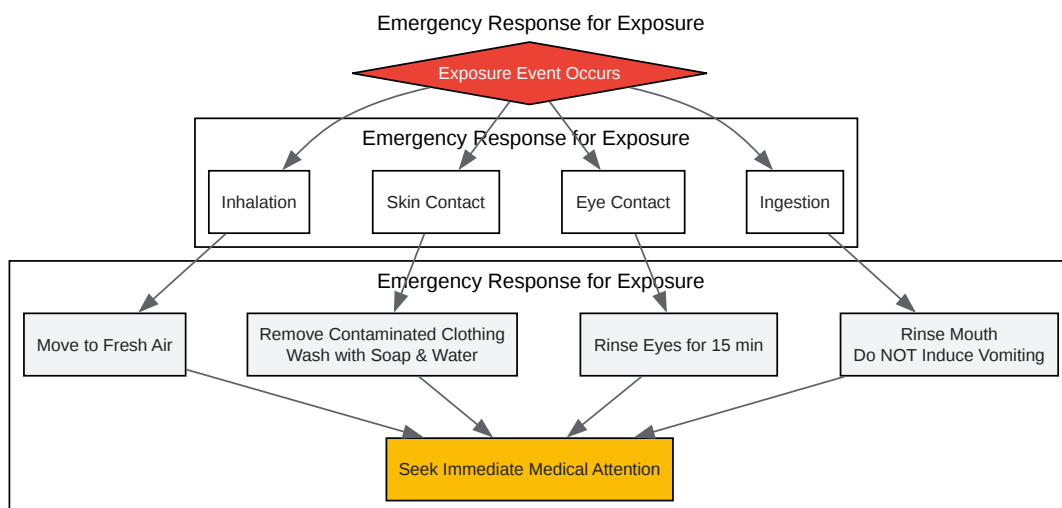 Emergency Response for Exposure
Exposure Event Occurs
Emergency Response for Exposure
Inhalation
Skin Contact
Eye Contact
Ingestion
Emergency Response for Exposure
Move to Fresh Air
Remove Contaminated Clothing
Wash with Soap & Water
Rinse Eyes for 15 min
Rinse Mouth
Do NOT Induce Vomiting
Seek Immediate Medical Attention